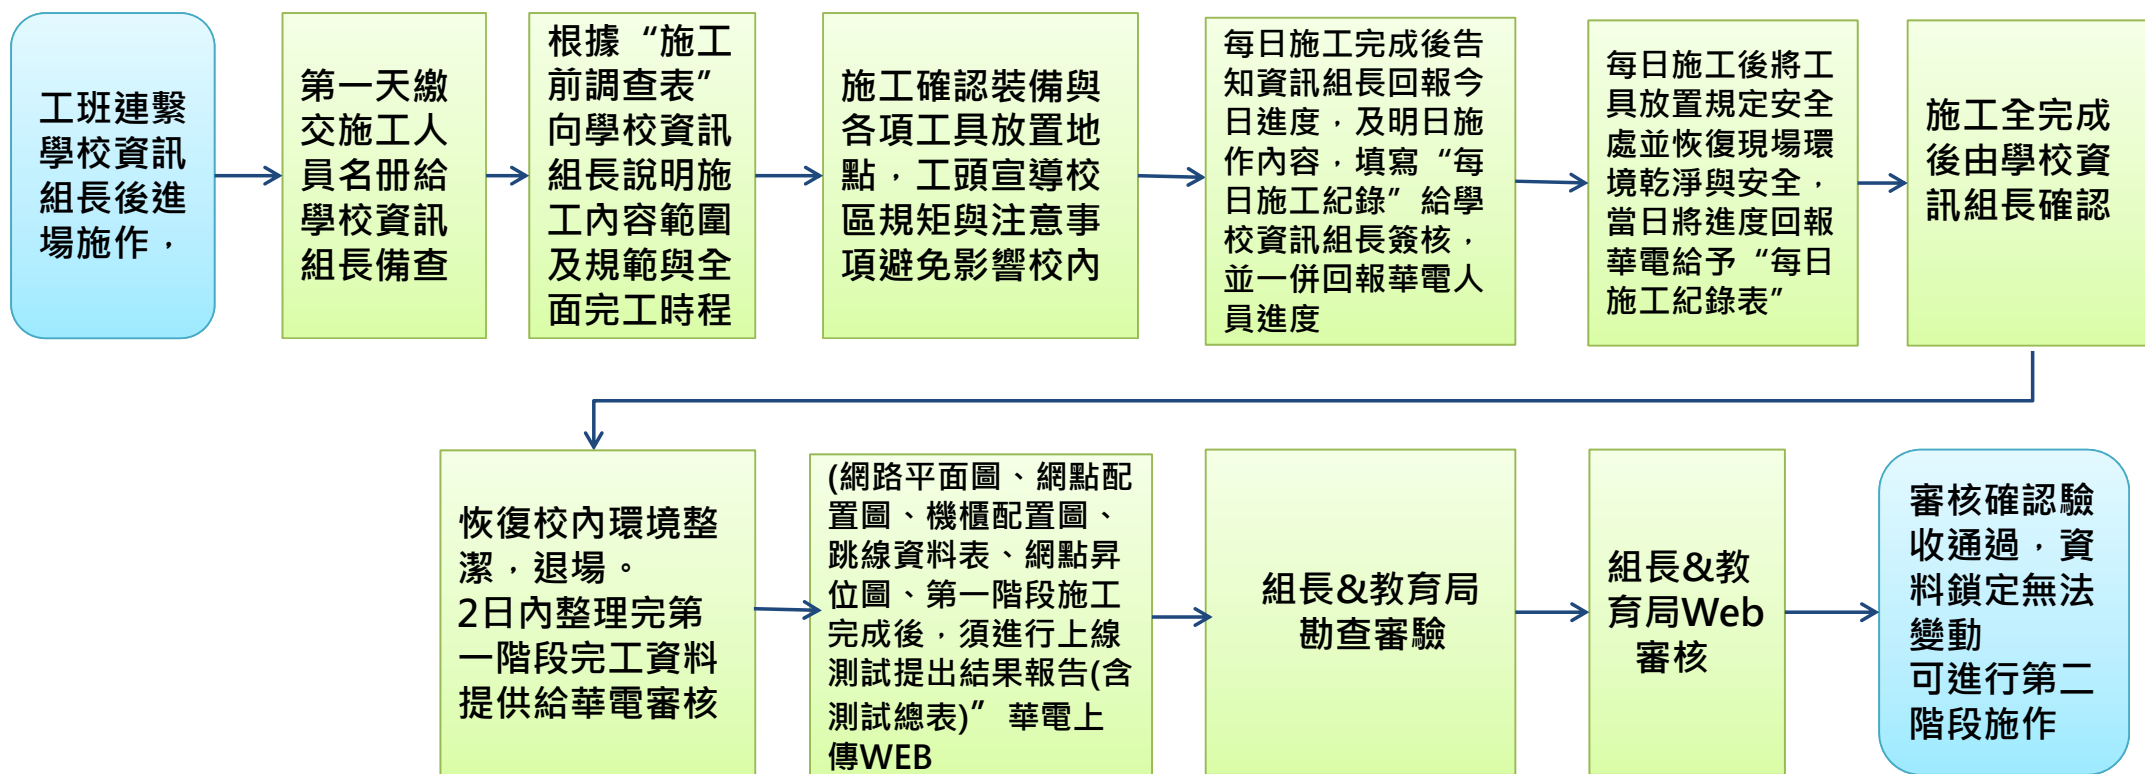 工班連繫
學校資訊
組長後進
場施作，
第一天繳
交施工人
員名册給
學校資訊
組長備查
根據“施工
前調查表”
向學校資訊
組長說明施
工內容範圍
及規範與全
面完工時程
施工確認裝備與
各項工具放置地
點，工頭宣導校
區規矩與注意事
項避免影響校內
每日施工完成後告
知資訊組長回報今
日進度，及明日施
作內容，填寫“每
日施工紀錄”給學
校資訊組長簽核，
並一併回報華電人
員進度
每日施工後將工
具放置規定安全
處並恢復現場環
境乾淨與安全，
當日將進度回報
華電給予“每日
施工紀錄表”
施工全完成
後由學校資
訊組長確認
恢復校內環境整
潔，退場。
2日內整理完第
一階段完工資料
提供給華電審核
(網路平面圖、網點配
置圖、機櫃配置圖、
跳線資料表、網點昇
位圖、第一階段施工
完成後，須進行上線
測試提出結果報告(含
測試總表)”華電上
傳WEB
組長&教育局
勘查審驗
組長&教
育局Web
審核
審核確認驗
收通過，資
料鎖定無法
變動
可進行第二
階段施作